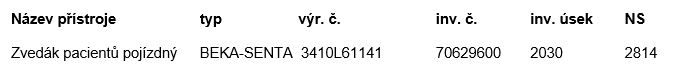 Název přístroje typ výr. č. inv. č. inv. úsek NS
Zvedák pacientů pojízdný BEKA-SENTA 3410L61141 70629600 2030 2814